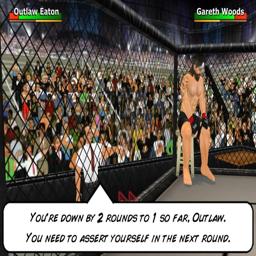 Outlaw Eaton
Gareth Woods
You're down by 2 rounds to 1 so far, Outlaw.
You need to assert yourself in the next round.